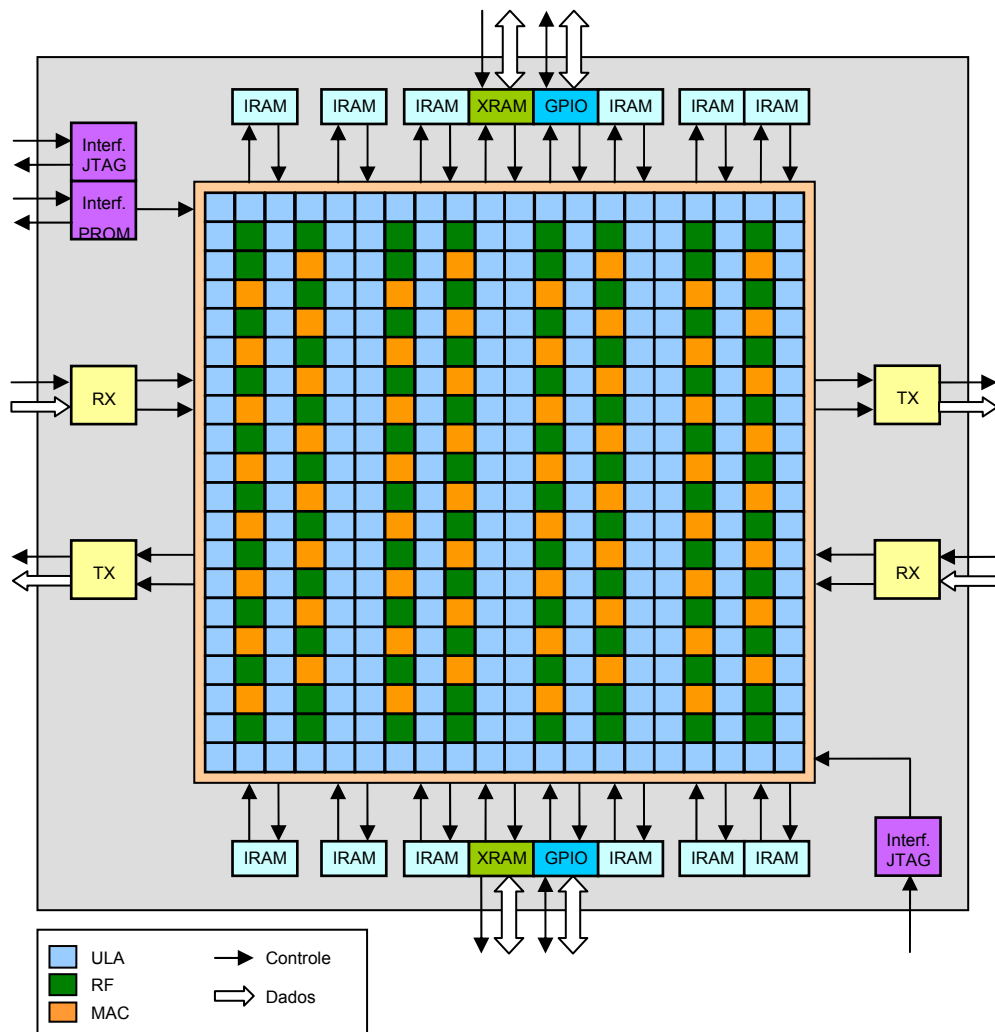 IRAM IRAM IRAM XRAM GPIO IRAM IRAM IRAM
Interf.
JTAG
Interf.
PROM
RX TX
TX RX
IRAM IRAM IRAM XRAM GPIO IRAM IRAM IRAM
Interf.
JTAG
ULA Controle
RF Dados
MAC